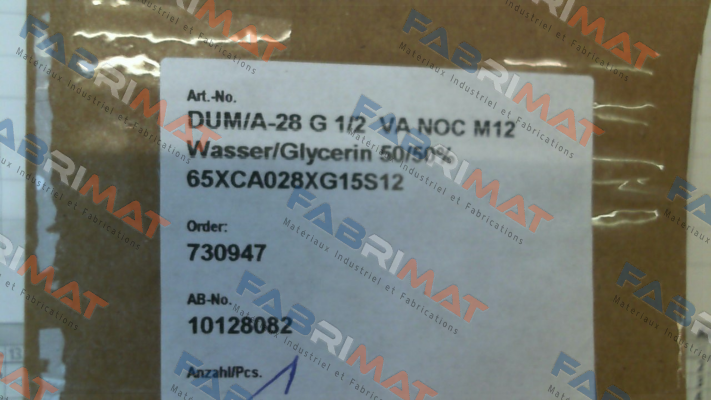 Art.-No.
DUM/A-28 G 1/2 VA NOC M12
Wasser/Glycerin 50/50%
65XCA028XG15S12
Order:
730947
AB-No.
10128082
Anzahl/Pcs.
1
FABRIMAT
Materiaux Industriel et Fabrications